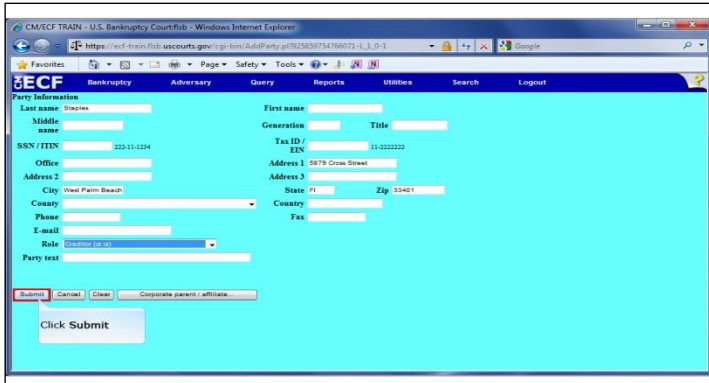 CM/ECF TRAIN - U.S. Bankruptcy Court:flsb - Windows Internet Explorer
https://ecf-train.flsb.uscourts.gov/cgi-bin/AddParty.pl?925859754766071-L_1_0-1 Google
Favorites Page Safety Tools
ECF Bankruptcy Adversary Query Reports Utilities Search Logout ?
Party Information
Last name Staples First name
Middle name Generation Title
SSN / ITIN 222-11-1234 Tax ID / EIN 11-2222222
Office Address 1 5879 Cross Street
Address 2 Address 3
City West Palm Beach State Fl Zip 33401
County Country
Phone Fax
E-mail
Role Creditor (cr:cr)
Party text
Submit Cancel Clear Corporate parent / affiliate...
Click Submit